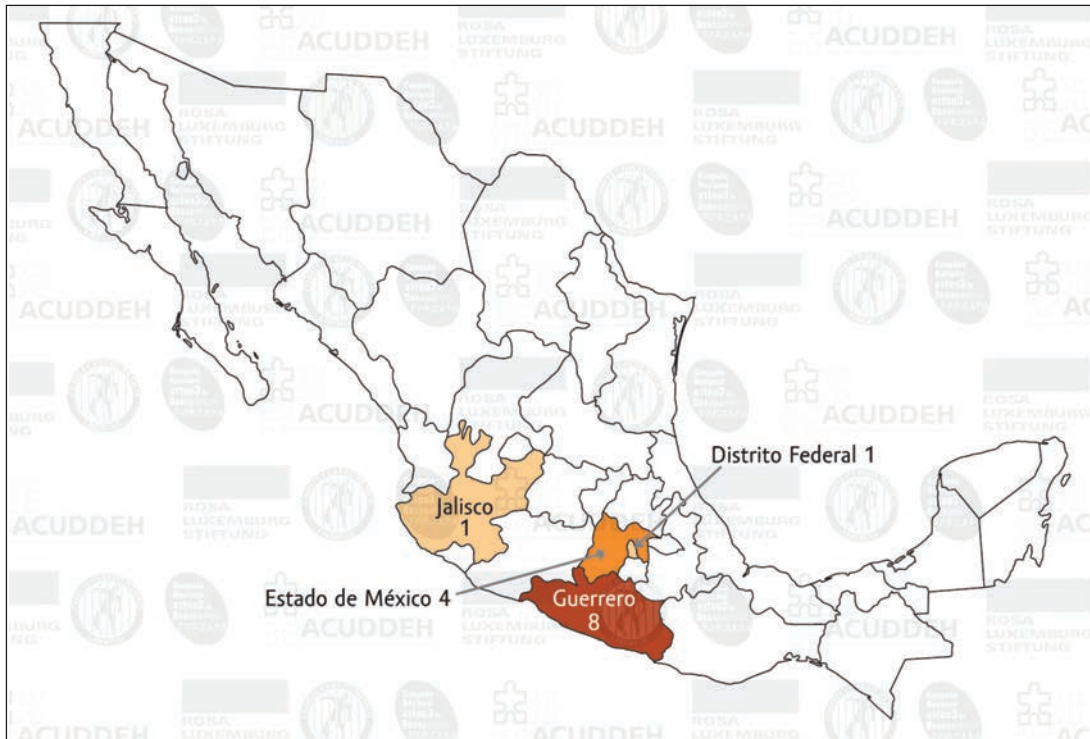 Distrito Federal 1
Jalisco
1
Estado de México 4
Guerrero
8
ACUDDEH
ROSA
LUXEMBURG
STIFTUNG